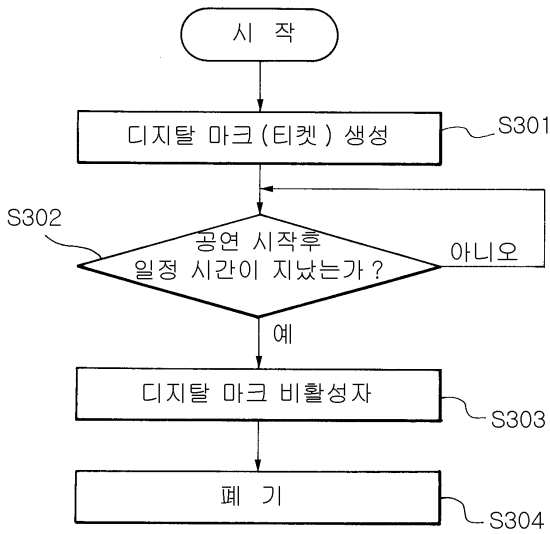 시 작
디지탈 마크(티켓) 생성
S301
S302
공연 시작후
일정 시간이 지났는가?
아니오
예
디지탈 마크 비활성자
S303
폐 기
S304